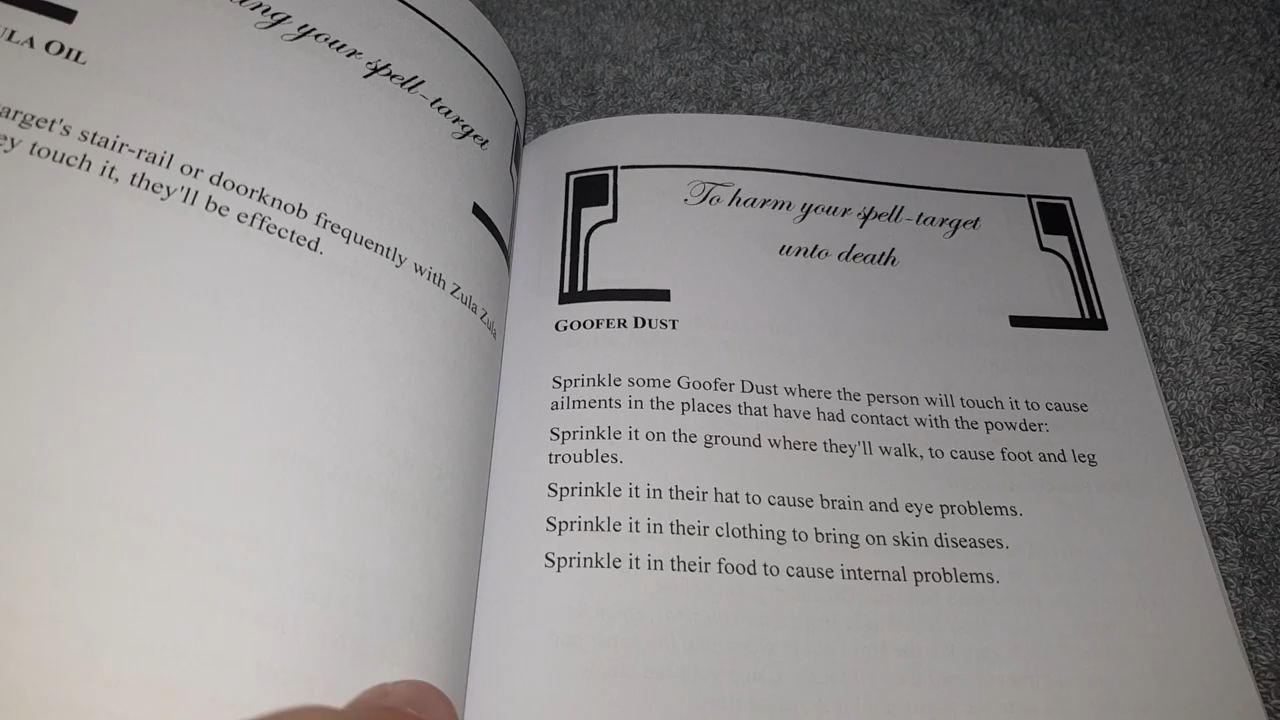 ULA OIL
your spell-target
arget's stair-rail or doorknob frequently with Zula Zula
ey touch it, they'll be effected.
To harm your spell-target
unto death
GOOFER DUST
Sprinkle some Goofer Dust where the person will touch it to cause
ailments in the places that have had contact with the powder:
Sprinkle it on the ground where they'll walk, to cause foot and leg
troubles.
Sprinkle it in their hat to cause brain and eye problems.
Sprinkle it in their clothing to bring on skin diseases.
Sprinkle it in their food to cause internal problems.